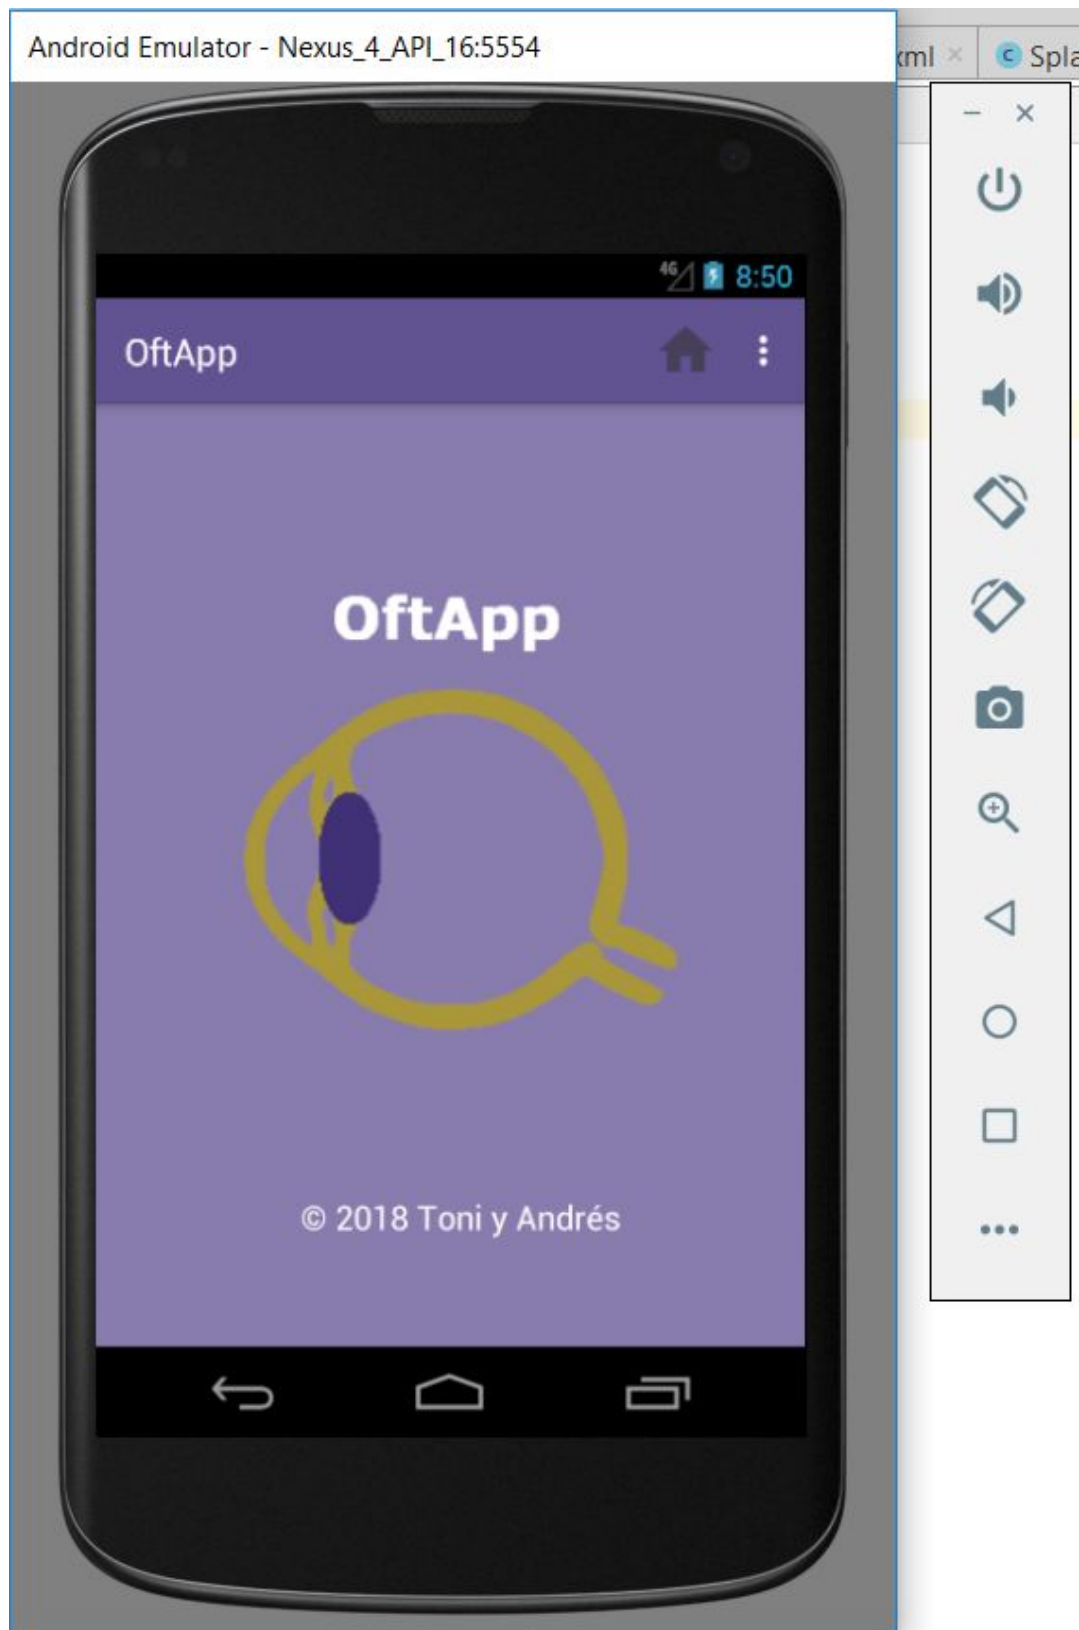 Android Emulator - Nexus_4_API_16:5554
xml
C Spla
4G 8:50
OftApp
OftApp
© 2018 Toni y Andrés